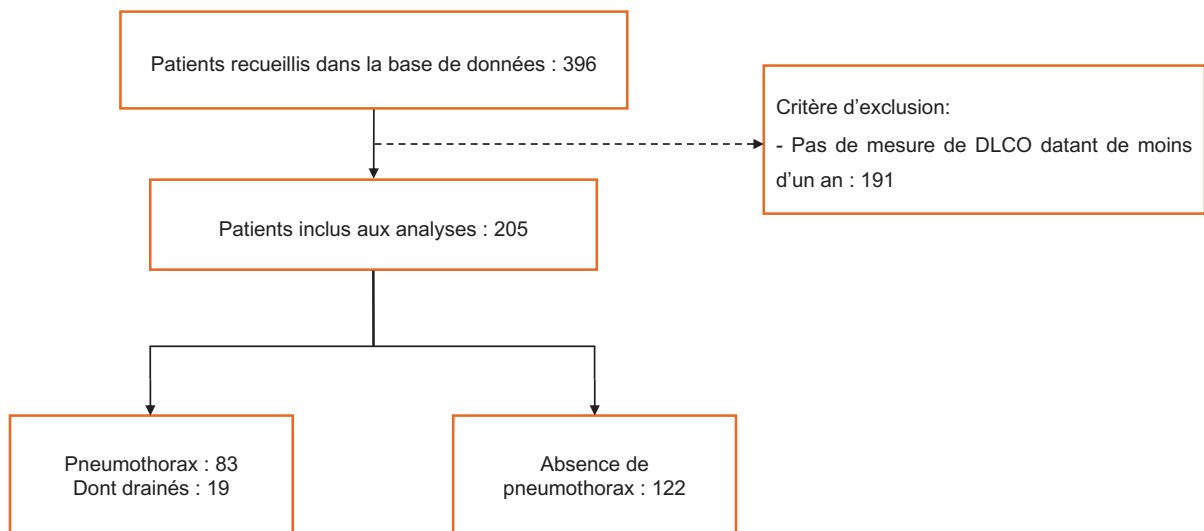 Patients recueillis dans la base de données : 396
Critère d’exclusion:
- Pas de mesure de DLCO datant de moins
d’un an : 191
Patients inclus aux analyses : 205
Pneumothorax : 83
Dont drainés : 19
Absence de
pneumothorax : 122